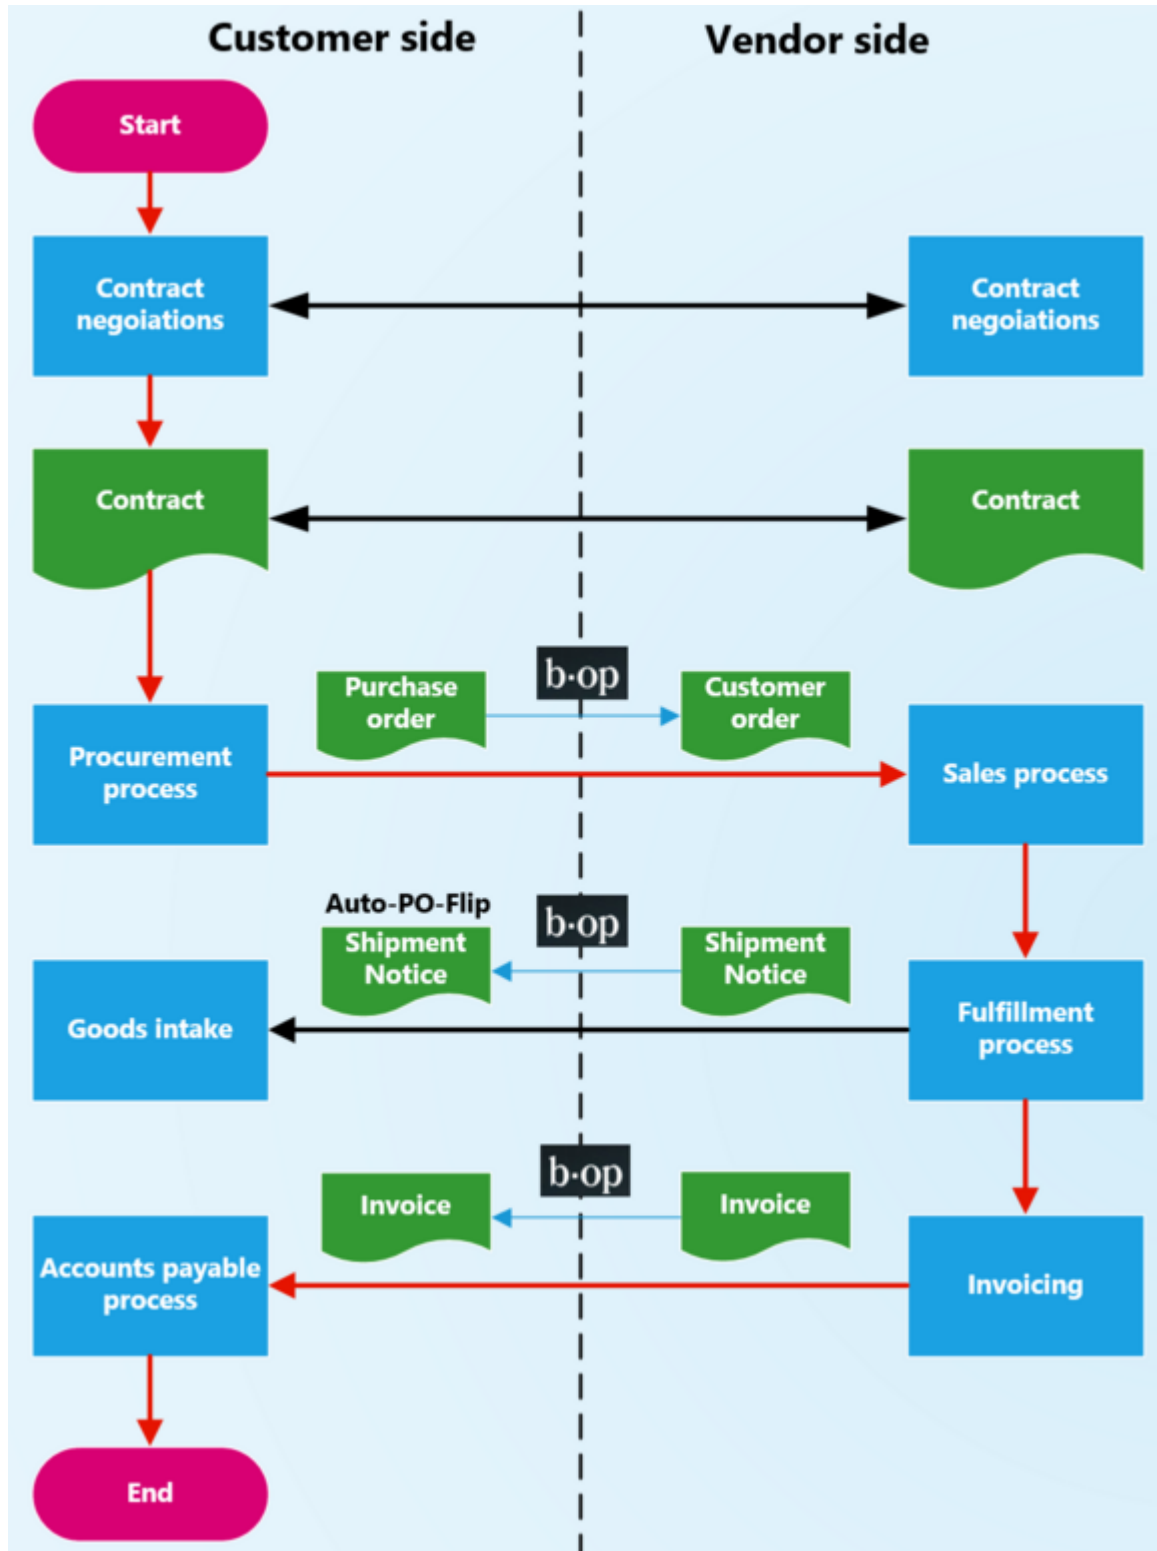 Customer side
Vendor side
Start
Contract
negoiations
Contract
negoiations
Contract
Contract
b·op
Purchase
order
Customer
order
Procurement
process
Sales process
Auto-PO-Flip
b·op
Shipment
Notice
Shipment
Notice
Goods intake
Fulfillment
process
b·op
Invoice
Invoice
Accounts payable
process
Invoicing
End